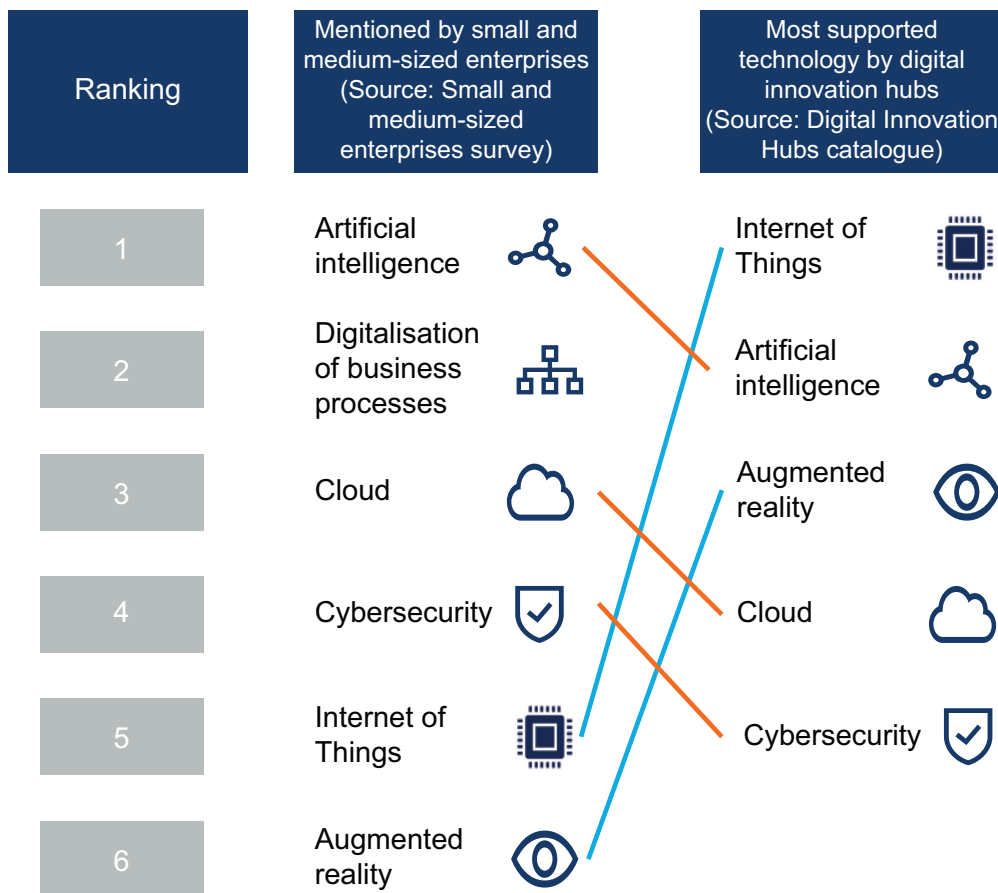 Ranking
Mentioned by small and
medium-sized enterprises
(Source: Small and
medium-sized
enterprises survey)
Most supported
technology by digital
innovation hubs
(Source: Digital Innovation
Hubs catalogue)
1
Artificial
intelligence
Internet of
Things
2
Digitalisation
of business
processes
Artificial
intelligence
3
Cloud
Augmented
reality
4
Cybersecurity
Cloud
5
Internet of
Things
Cybersecurity
6
Augmented
reality